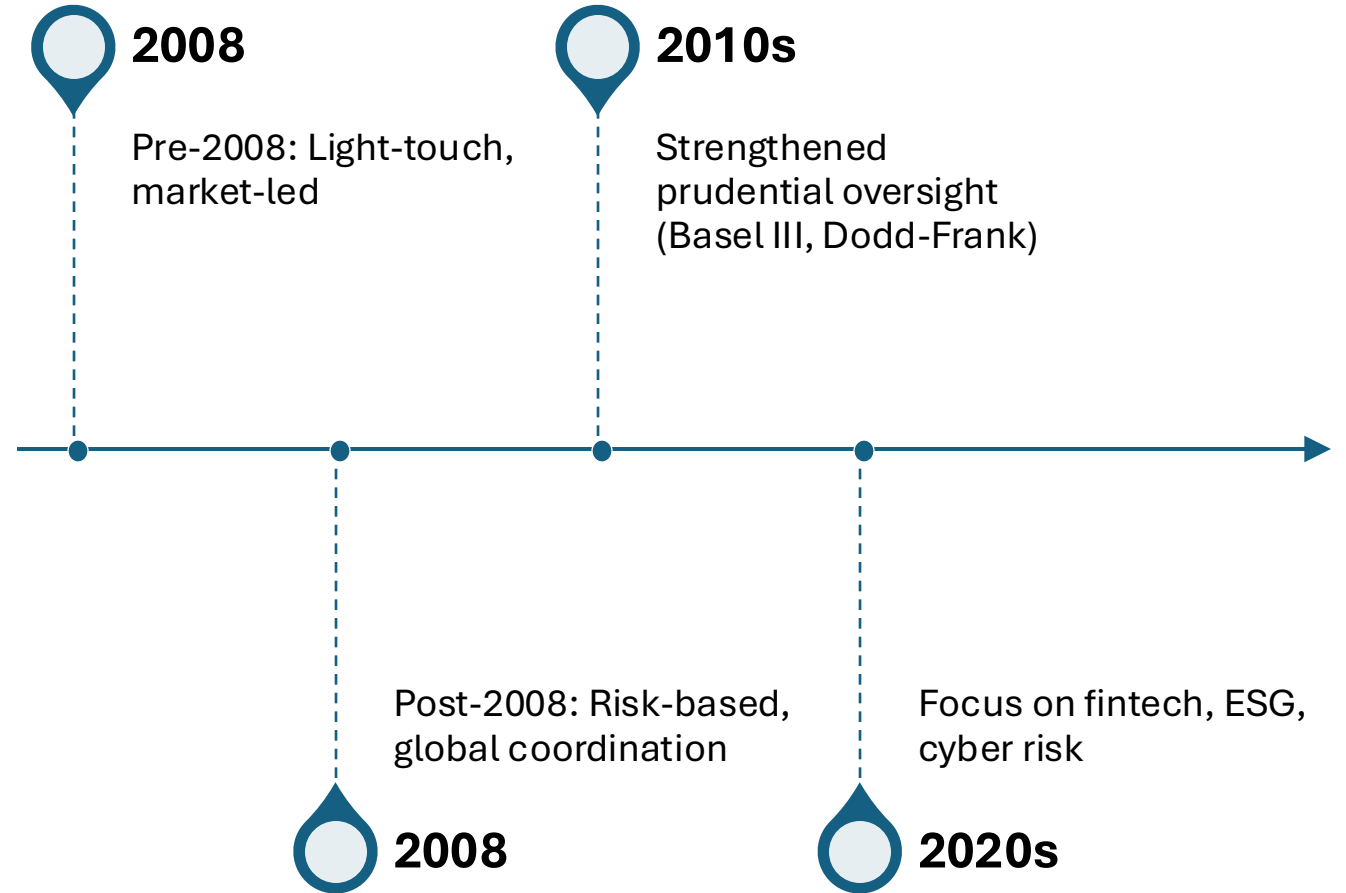 2008
Pre-2008: Light-touch,
market-led
2010s
Strengthened
prudential oversight
(Basel III, Dodd-Frank)
Post-2008: Risk-based,
global coordination
2008
Focus on fintech, ESG,
cyber risk
2020s